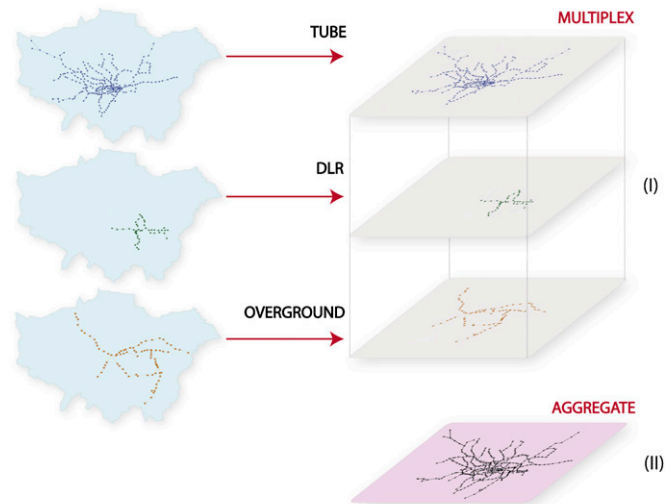 TUBE
MULTIPLEX
DLR
(I)
OVERGROUND
AGGREGATE
(II)